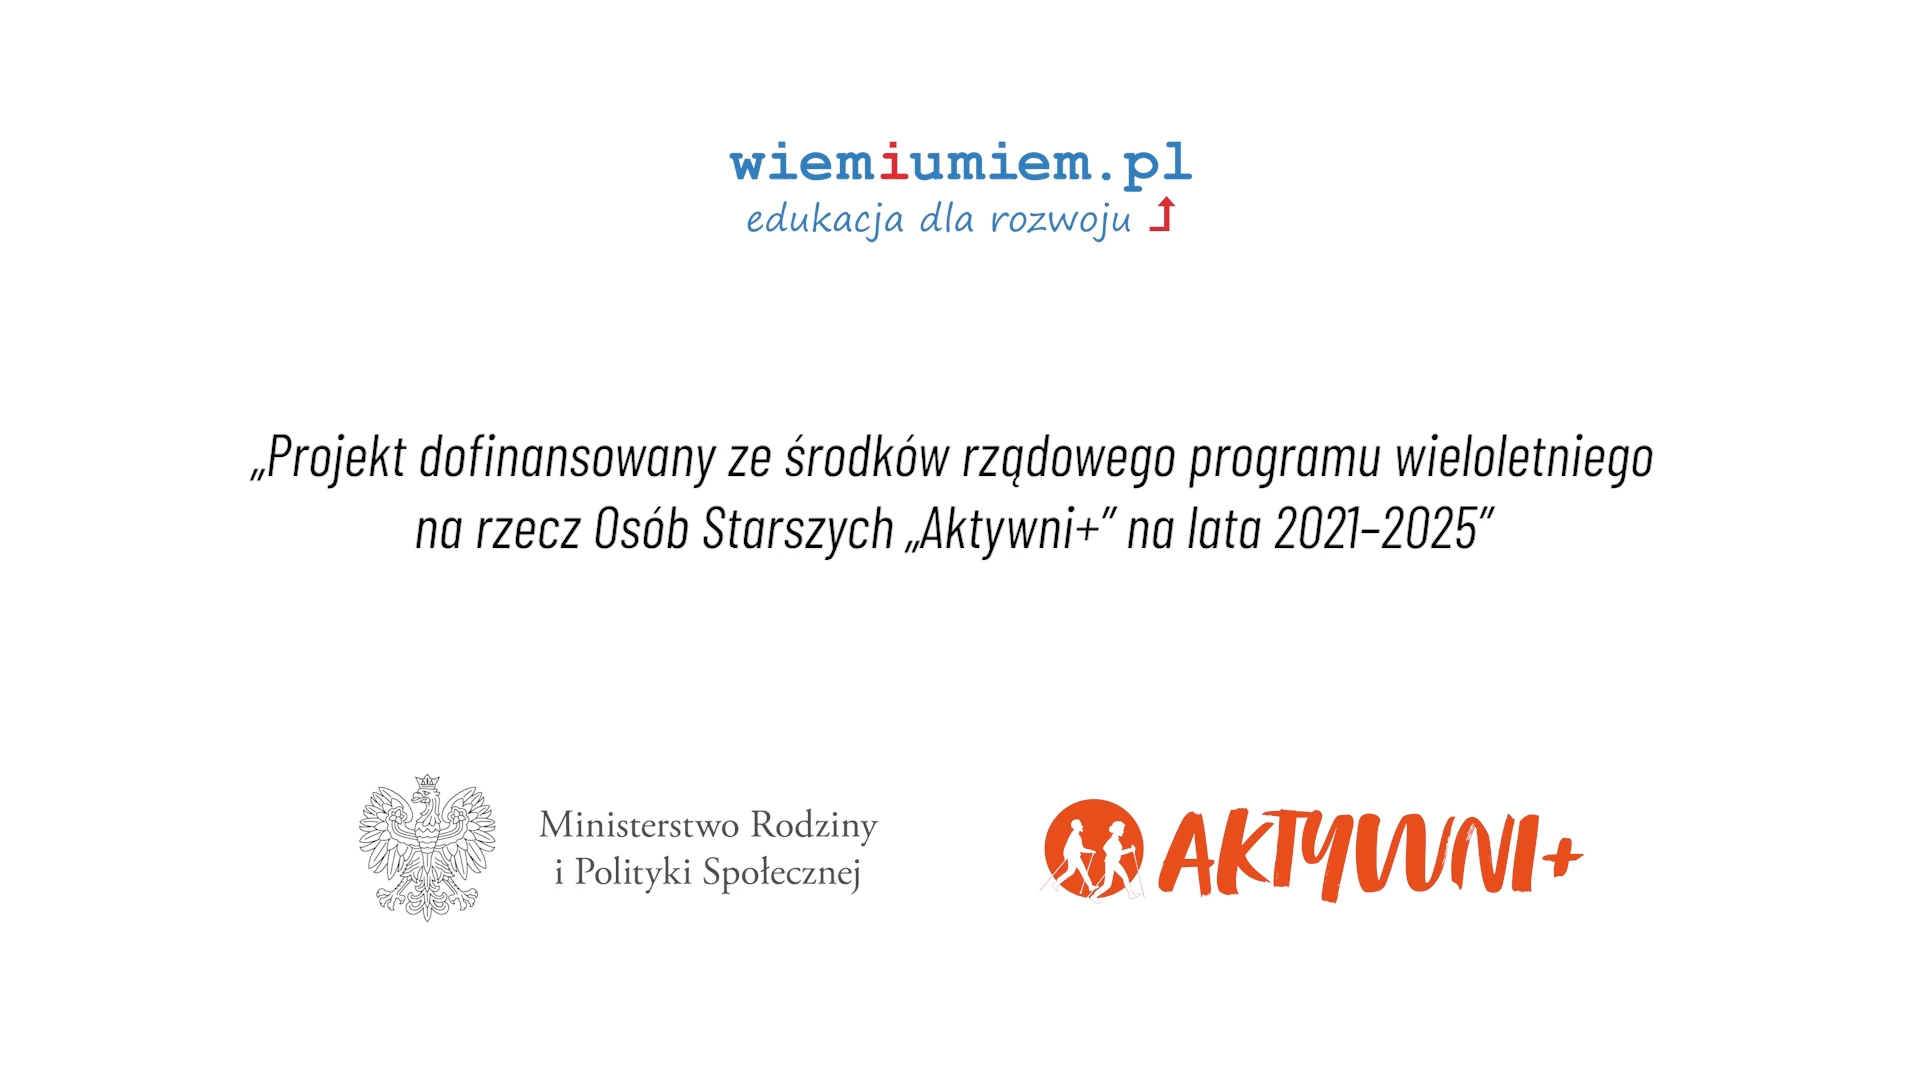 wiemiumiem.pl
edukacja dla rozwoju
„Projekt dofinansowany ze środków rządowego programu wieloletniego
na rzecz Osób Starszych „Aktywni+” na lata 2021–2025”
Ministerstwo Rodziny
i Polityki Społecznej
AKTYWNI+